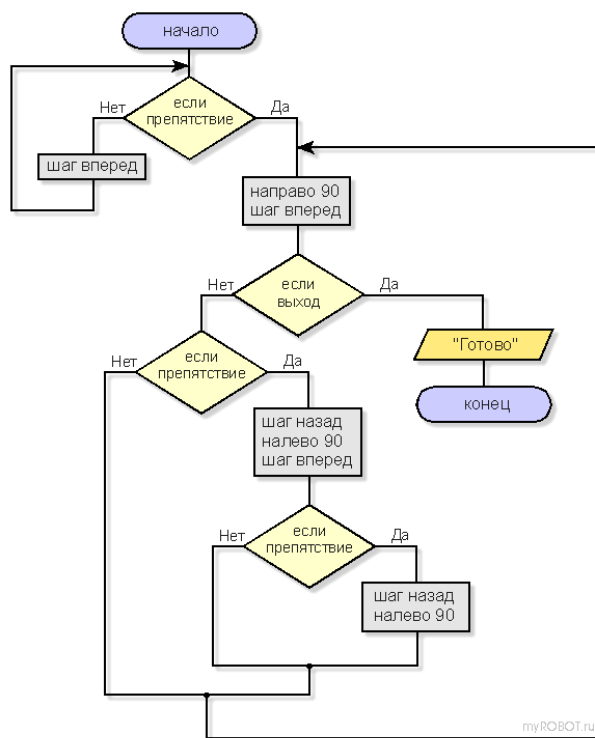 начало
если
препятствие
Нет
Да
шаг вперед
направо 90
шаг вперед
если
выход
Нет
Да
"Готово"
конец
если
препятствие
Нет
Да
шаг назад
налево 90
шаг вперед
если
препятствие
Нет
Да
шаг назад
налево 90
myROBOT.ru